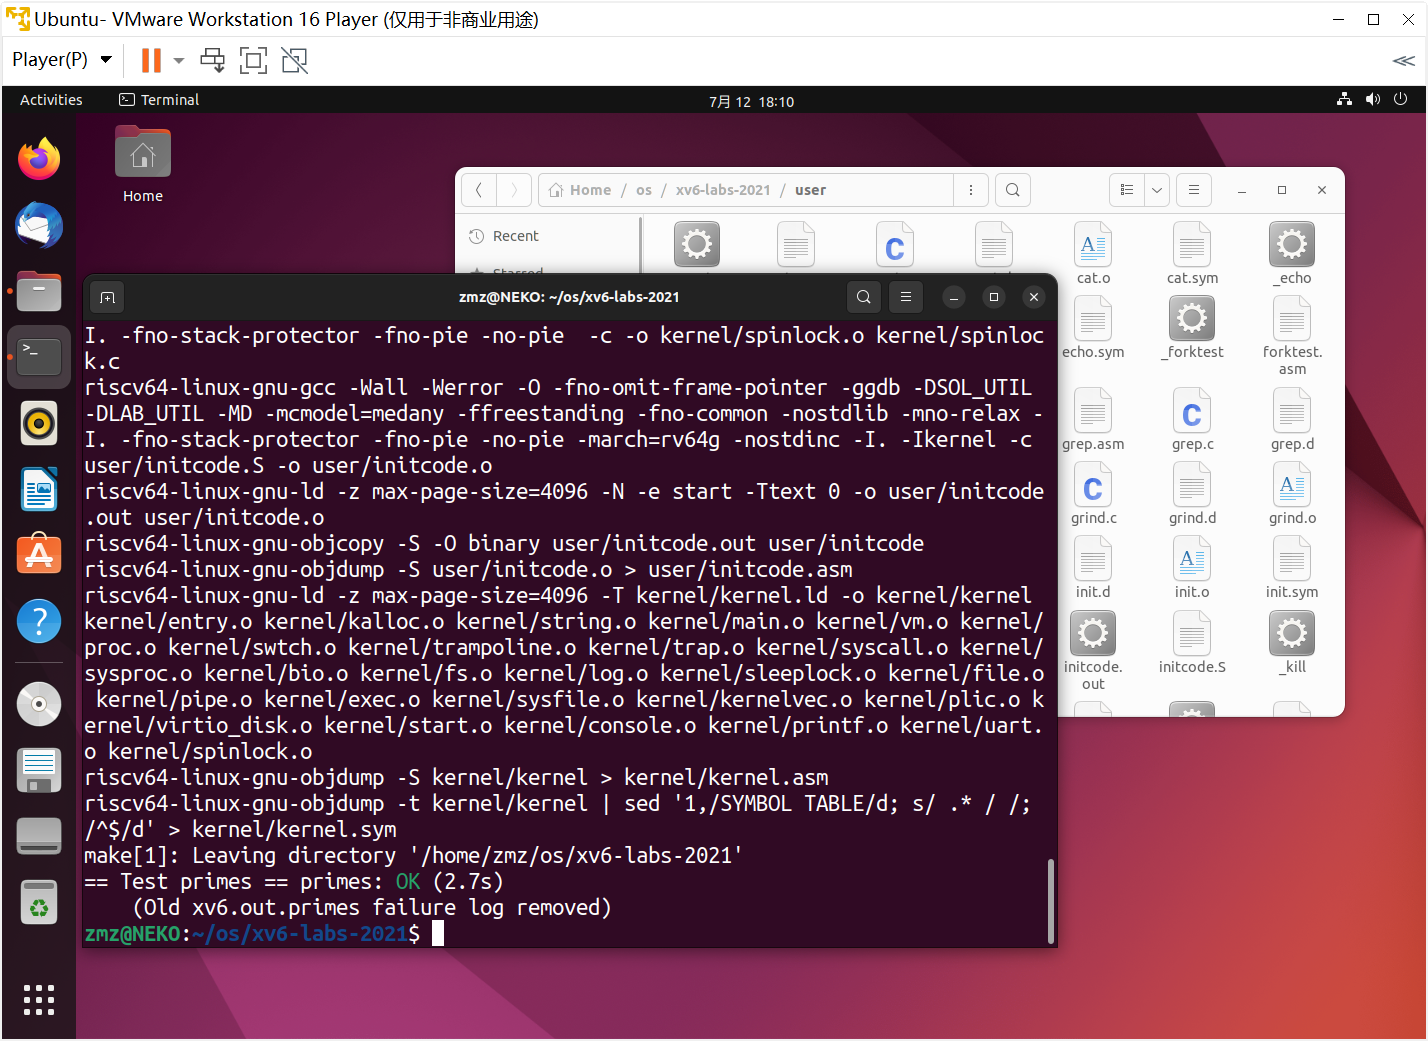 Ubuntu- VMware Workstation 16 Player (仅用于非商业用途)
Player(P)
Activities
Terminal
7月 12 18:10
Home
Home / os / xv6-labs-2021 / user
Recent
Starred
cat.o
cat.sym
_echo
echo.sym
_forktest
forktest.
asm
grep.asm
grep.c
grep.d
grind.c
grind.d
grind.o
init.d
init.o
init.sym
initcode.
out
initcode.S
_kill
zmz@NEKO: ~/os/xv6-labs-2021
I. -fno-stack-protector -fno-pie -no-pie  -c -o kernel/spinlock.o kernel/spinloc
k.c
riscv64-linux-gnu-gcc -Wall -Werror -O -fno-omit-frame-pointer -ggdb -DSOL_UTIL
-DLAB_UTIL -MD -mcmodel=medany -ffreestanding -fno-common -nostdlib -mno-relax -
I. -fno-stack-protector -fno-pie -no-pie -march=rv64g -nostdinc -I. -Ikernel -c
user/initcode.S -o user/initcode.o
riscv64-linux-gnu-ld -z max-page-size=4096 -N -e start -Ttext 0 -o user/initcode
.out user/initcode.o
riscv64-linux-gnu-objcopy -S -O binary user/initcode.out user/initcode
riscv64-linux-gnu-objdump -S user/initcode.o > user/initcode.asm
riscv64-linux-gnu-ld -z max-page-size=4096 -T kernel/kernel.ld -o kernel/kernel
kernel/entry.o kernel/kalloc.o kernel/string.o kernel/main.o kernel/vm.o kernel/
proc.o kernel/swtch.o kernel/trampoline.o kernel/trap.o kernel/syscall.o kernel/
sysproc.o kernel/bio.o kernel/fs.o kernel/log.o kernel/sleeplock.o kernel/file.o
 kernel/pipe.o kernel/exec.o kernel/sysfile.o kernel/kernelvec.o kernel/plic.o k
ernel/virtio_disk.o kernel/start.o kernel/console.o kernel/printf.o kernel/uart.
o kernel/spinlock.o
riscv64-linux-gnu-objdump -S kernel/kernel > kernel/kernel.asm
riscv64-linux-gnu-objdump -t kernel/kernel | sed '1,/SYMBOL TABLE/d; s/ .* / /;
/^$/d' > kernel/kernel.sym
make[1]: Leaving directory '/home/zmz/os/xv6-labs-2021'
== Test primes == primes: OK (2.7s)
    (Old xv6.out.primes failure log removed)
zmz@NEKO:~/os/xv6-labs-2021$